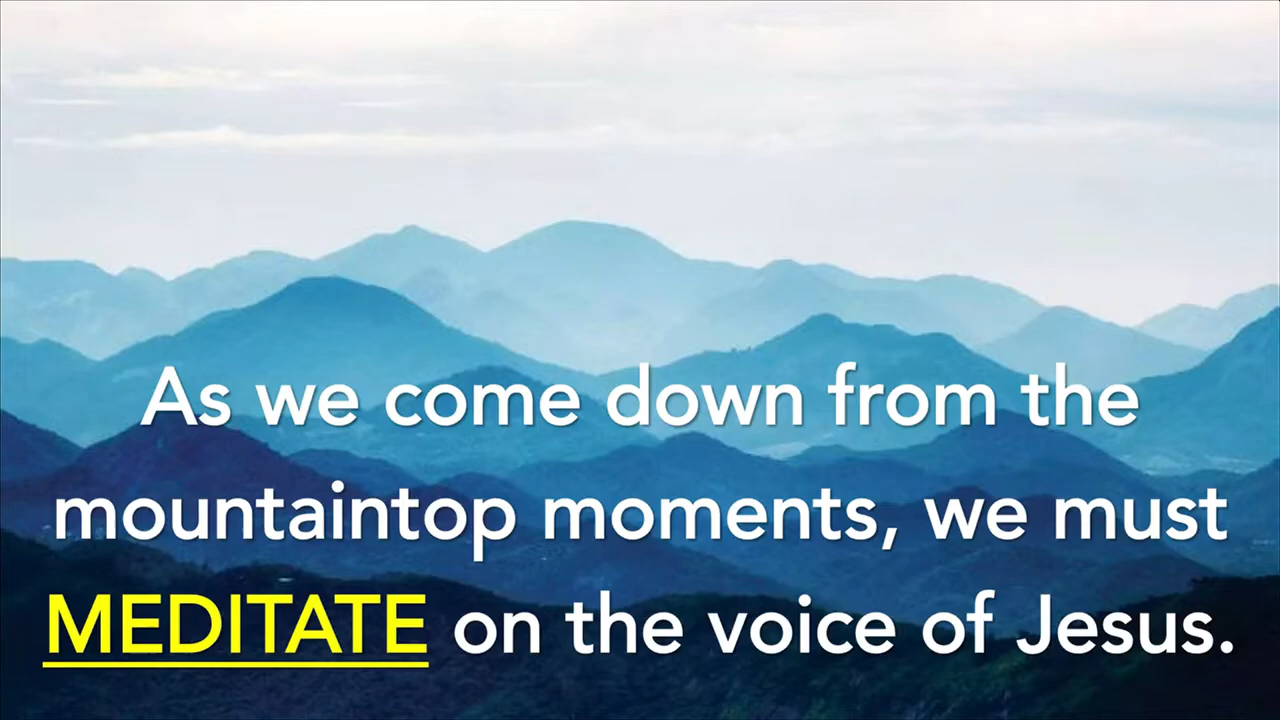 As we come down from the
mountaintop moments, we must
MEDITATE on the voice of Jesus.